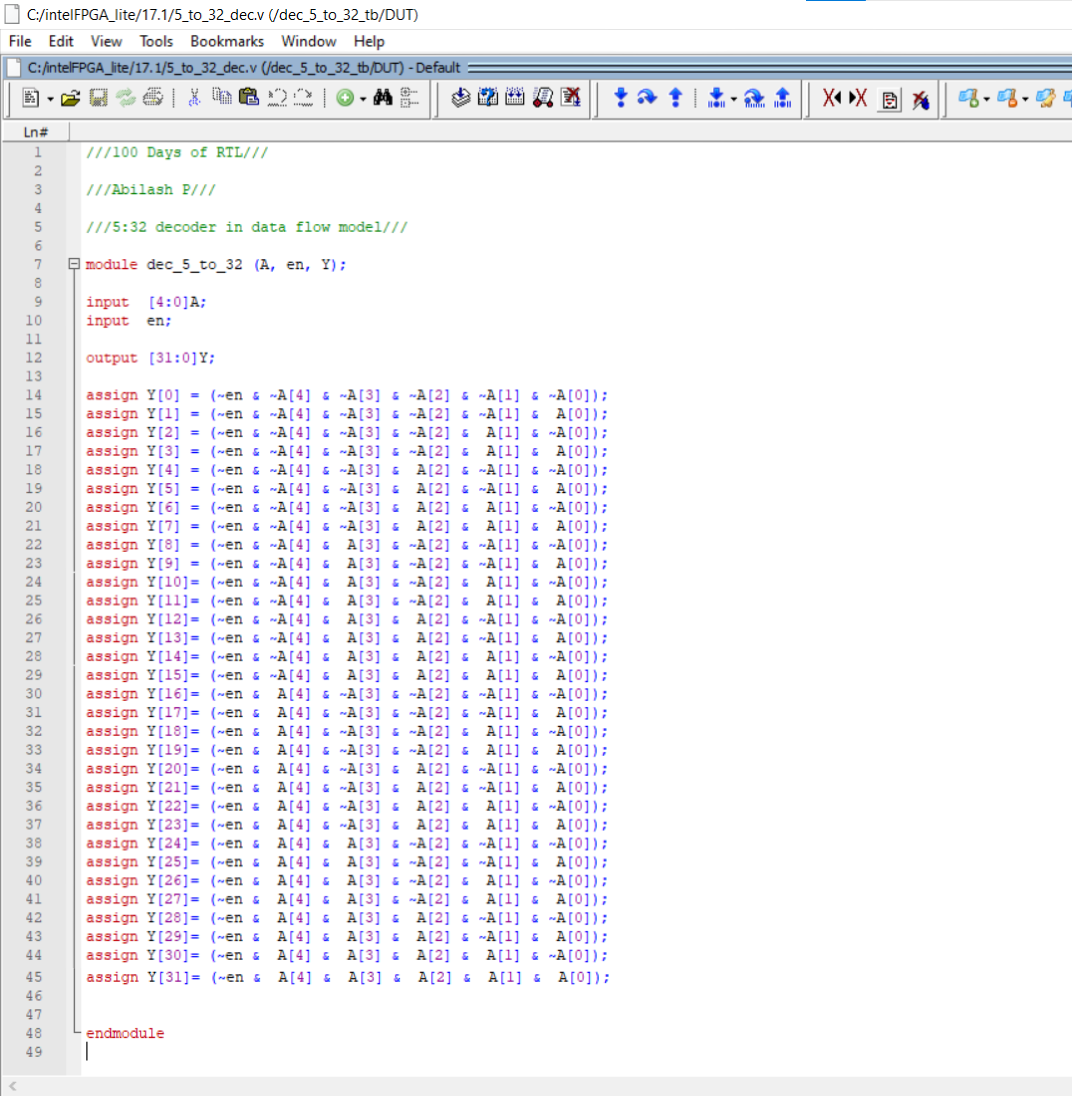 C:/intelFPGA_lite/17.1/5_to_32_dec.v (/dec_5_to_32_tb/DUT)
File Edit View Tools Bookmarks Window Help
C:/intelFPGA_lite/17.1/5_to_32_dec.v (/dec_5_to_32_tb/DUT) - Default
Ln#
1 ///100 Days of RTL///
2
3 ///Abilash P///
4
5 ///5:32 decoder in data flow model///
6
7 module dec_5_to_32 (A, en, Y);
8
9 input  [4:0]A;
10 input  en;
11
12 output [31:0]Y;
13
14 assign Y[0] = (~en & ~A[4] & ~A[3] & ~A[2] & ~A[1] & ~A[0]);
15 assign Y[1] = (~en & ~A[4] & ~A[3] & ~A[2] & ~A[1] &  A[0]);
16 assign Y[2] = (~en & ~A[4] & ~A[3] & ~A[2] &  A[1] & ~A[0]);
17 assign Y[3] = (~en & ~A[4] & ~A[3] & ~A[2] &  A[1] &  A[0]);
18 assign Y[4] = (~en & ~A[4] & ~A[3] &  A[2] & ~A[1] & ~A[0]);
19 assign Y[5] = (~en & ~A[4] & ~A[3] &  A[2] & ~A[1] &  A[0]);
20 assign Y[6] = (~en & ~A[4] & ~A[3] &  A[2] &  A[1] & ~A[0]);
21 assign Y[7] = (~en & ~A[4] & ~A[3] &  A[2] &  A[1] &  A[0]);
22 assign Y[8] = (~en & ~A[4] &  A[3] & ~A[2] & ~A[1] & ~A[0]);
23 assign Y[9] = (~en & ~A[4] &  A[3] & ~A[2] & ~A[1] &  A[0]);
24 assign Y[10]= (~en & ~A[4] &  A[3] & ~A[2] &  A[1] & ~A[0]);
25 assign Y[11]= (~en & ~A[4] &  A[3] & ~A[2] &  A[1] &  A[0]);
26 assign Y[12]= (~en & ~A[4] &  A[3] &  A[2] & ~A[1] & ~A[0]);
27 assign Y[13]= (~en & ~A[4] &  A[3] &  A[2] & ~A[1] &  A[0]);
28 assign Y[14]= (~en & ~A[4] &  A[3] &  A[2] &  A[1] & ~A[0]);
29 assign Y[15]= (~en & ~A[4] &  A[3] &  A[2] &  A[1] &  A[0]);
30 assign Y[16]= (~en &  A[4] & ~A[3] & ~A[2] & ~A[1] & ~A[0]);
31 assign Y[17]= (~en &  A[4] & ~A[3] & ~A[2] & ~A[1] &  A[0]);
32 assign Y[18]= (~en &  A[4] & ~A[3] & ~A[2] &  A[1] & ~A[0]);
33 assign Y[19]= (~en &  A[4] & ~A[3] & ~A[2] &  A[1] &  A[0]);
34 assign Y[20]= (~en &  A[4] & ~A[3] &  A[2] & ~A[1] & ~A[0]);
35 assign Y[21]= (~en &  A[4] & ~A[3] &  A[2] & ~A[1] &  A[0]);
36 assign Y[22]= (~en &  A[4] & ~A[3] &  A[2] &  A[1] & ~A[0]);
37 assign Y[23]= (~en &  A[4] & ~A[3] &  A[2] &  A[1] &  A[0]);
38 assign Y[24]= (~en &  A[4] &  A[3] & ~A[2] & ~A[1] & ~A[0]);
39 assign Y[25]= (~en &  A[4] &  A[3] & ~A[2] & ~A[1] &  A[0]);
40 assign Y[26]= (~en &  A[4] &  A[3] & ~A[2] &  A[1] & ~A[0]);
41 assign Y[27]= (~en &  A[4] &  A[3] & ~A[2] &  A[1] &  A[0]);
42 assign Y[28]= (~en &  A[4] &  A[3] &  A[2] & ~A[1] & ~A[0]);
43 assign Y[29]= (~en &  A[4] &  A[3] &  A[2] & ~A[1] &  A[0]);
44 assign Y[30]= (~en &  A[4] &  A[3] &  A[2] &  A[1] & ~A[0]);
45 assign Y[31]= (~en &  A[4] &  A[3] &  A[2] &  A[1] &  A[0]);
46
47
48 endmodule
49